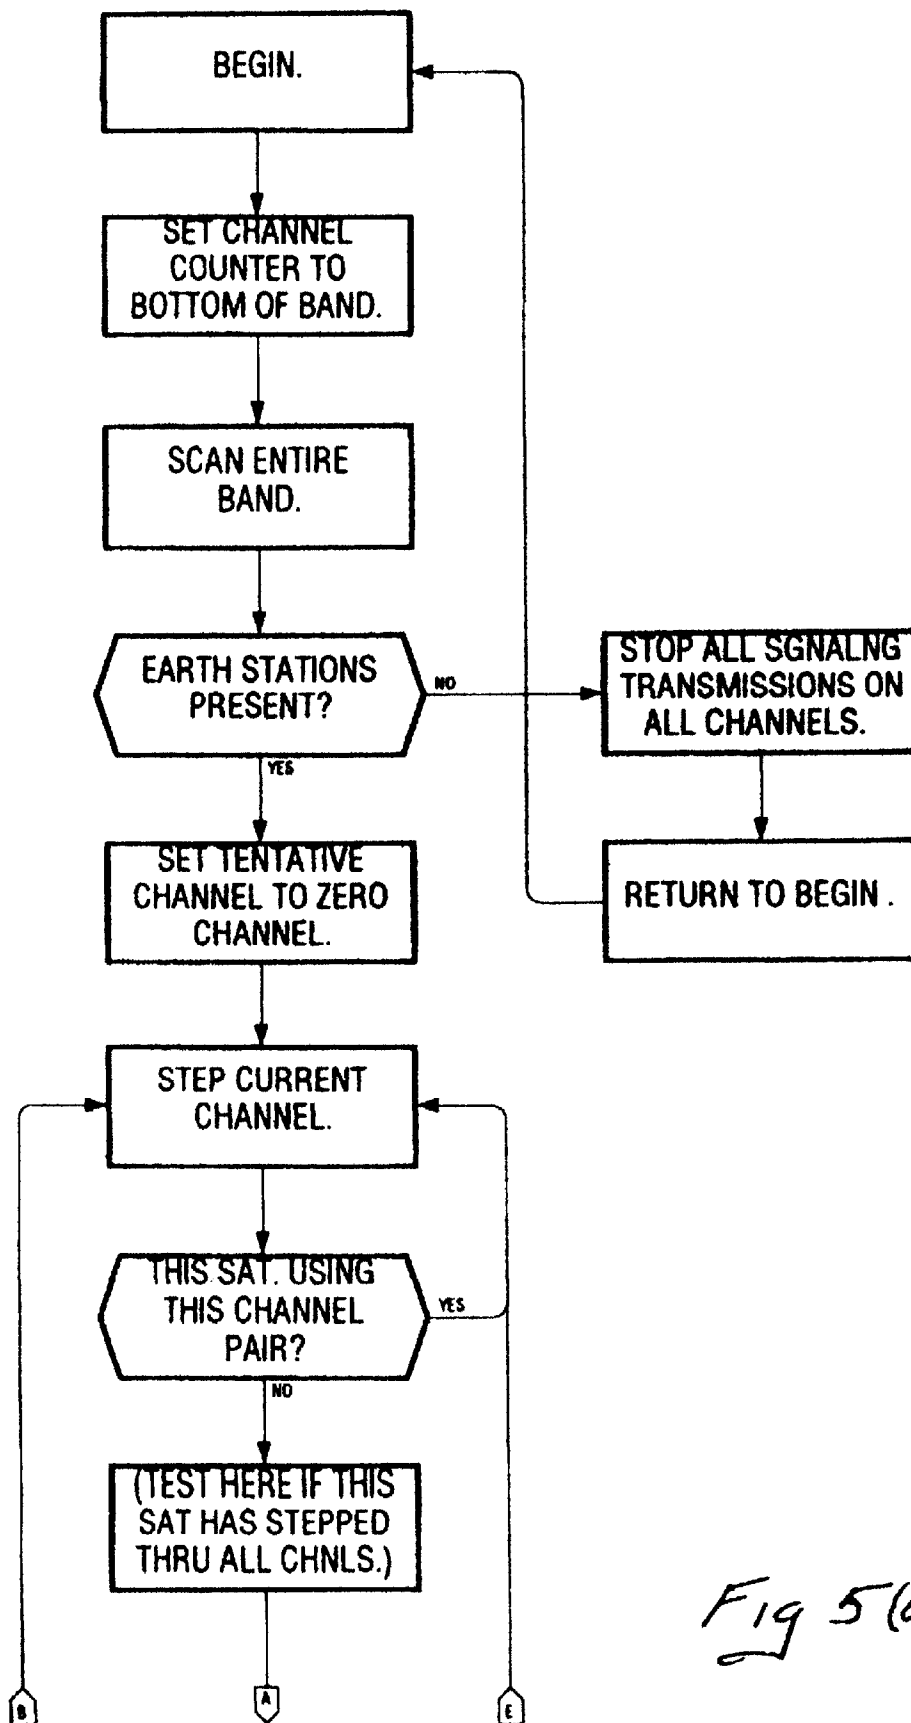 BEGIN.
SET CHANNEL
COUNTER TO
BOTTOM OF BAND.
SCAN ENTIRE
BAND.
EARTH STATIONS
PRESENT?
NO
YES
STOP ALL SGNALNG
TRANSMISSIONS ON
ALL CHANNELS.
RETURN TO BEGIN .
SET TENTATIVE
CHANNEL TO ZERO
CHANNEL.
STEP CURRENT
CHANNEL.
THIS SAT. USING
THIS CHANNEL
PAIR?
YES
NO
(TEST HERE IF THIS
SAT HAS STEPPED
THRU ALL CHNLS.)
Fig 5(
B
A
E